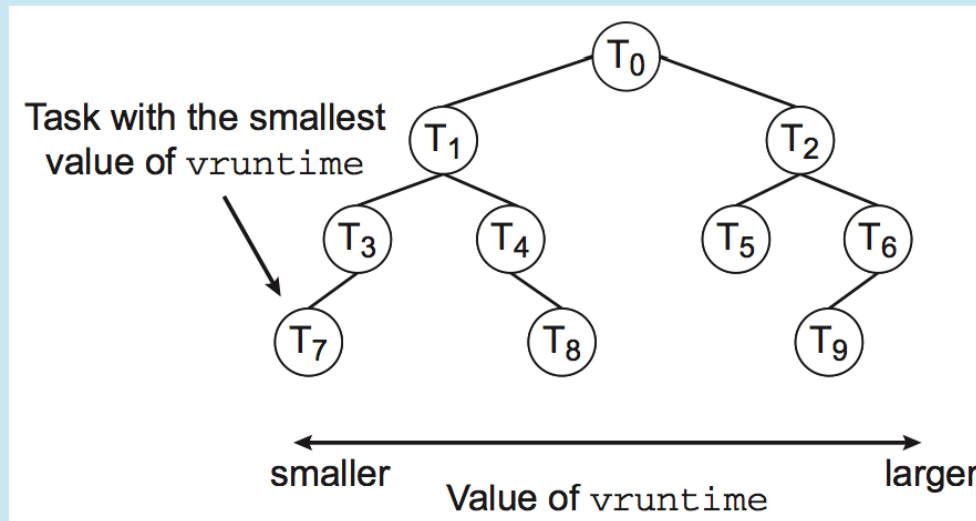 T0
Task with the smallest
value of vruntime
T1
T2
T3
T4
T5
T6
T7
T8
T9
smaller
larger
Value of vruntime